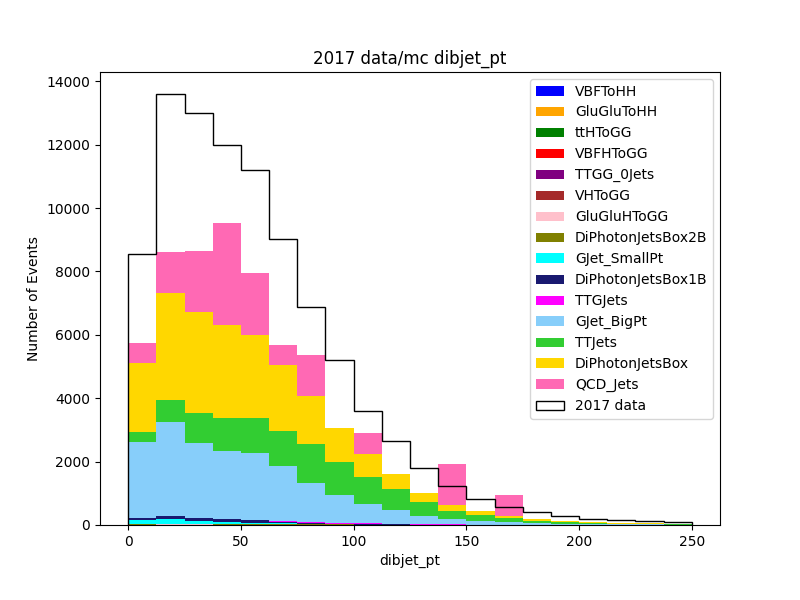 2017 data/mc dibjet_pt
14000
12000
10000
8000
6000
4000
2000
0
Number of Events
VBFToHH
GluGluToHH
ttHToGG
VBFHToGG
TTGG_0Jets
VHToGG
GluGluHToGG
DiPhotonJetsBox2B
GJet_SmallPt
DiPhotonJetsBox1B
TTGJets
GJet_BigPt
TTJets
DiPhotonJetsBox
QCD_Jets
2017 data
0 50 100 150 200 250
dibjet_pt